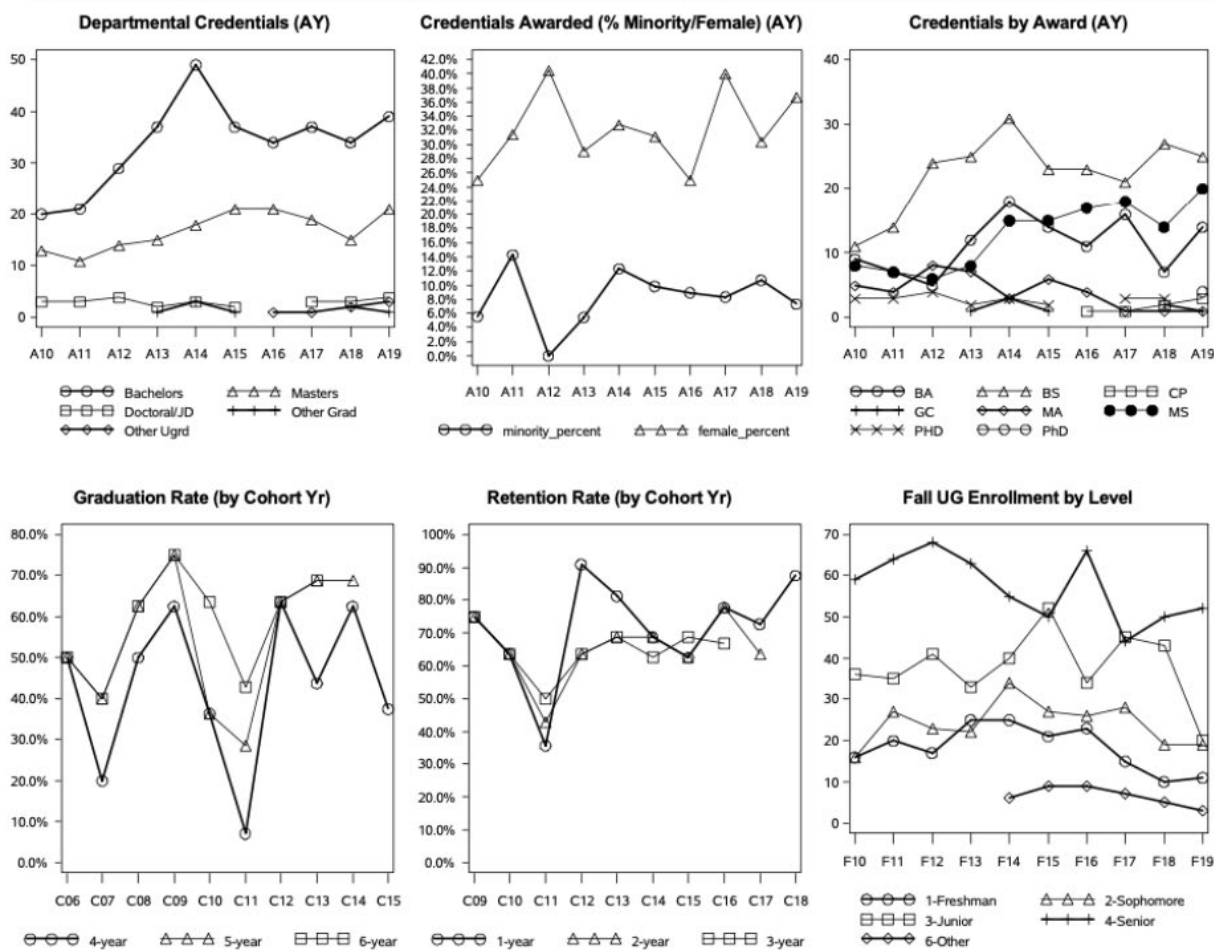 Departmental Credentials (AY)
50
40
30
20
10
0
A10 A11 A12 A13 A14 A15 A16 A17 A18 A19
Bachelors Masters
Doctoral/JD Other Grad
Other Ugrd
Credentials Awarded (% Minority/Female) (AY)
42.0%
40.0%
38.0%
36.0%
34.0%
32.0%
30.0%
28.0%
26.0%
24.0%
22.0%
20.0%
18.0%
16.0%
14.0%
12.0%
10.0%
8.0%
6.0%
4.0%
2.0%
0.0%
A10 A11 A12 A13 A14 A15 A16 A17 A18 A19
minority_percent female_percent
Credentials by Award (AY)
40
30
20
10
0
A10 A11 A12 A13 A14 A15 A16 A17 A18 A19
BA BS CP
GC MA MS
PHD PhD
Graduation Rate (by Cohort Yr)
80.0%
70.0%
60.0%
50.0%
40.0%
30.0%
20.0%
10.0%
0.0%
C06 C07 C08 C09 C10 C11 C12 C13 C14 C15
4-year 5-year 6-year
Retention Rate (by Cohort Yr)
100%
90.0%
80.0%
70.0%
60.0%
50.0%
40.0%
30.0%
20.0%
10.0%
0.0%
C09 C10 C11 C12 C13 C14 C15 C16 C17 C18
1-year 2-year 3-year
Fall UG Enrollment by Level
70
60
50
40
30
20
10
0
F10 F11 F12 F13 F14 F15 F16 F17 F18 F19
1-Freshman 2-Sophomore
3-Junior 4-Senior
6-Other